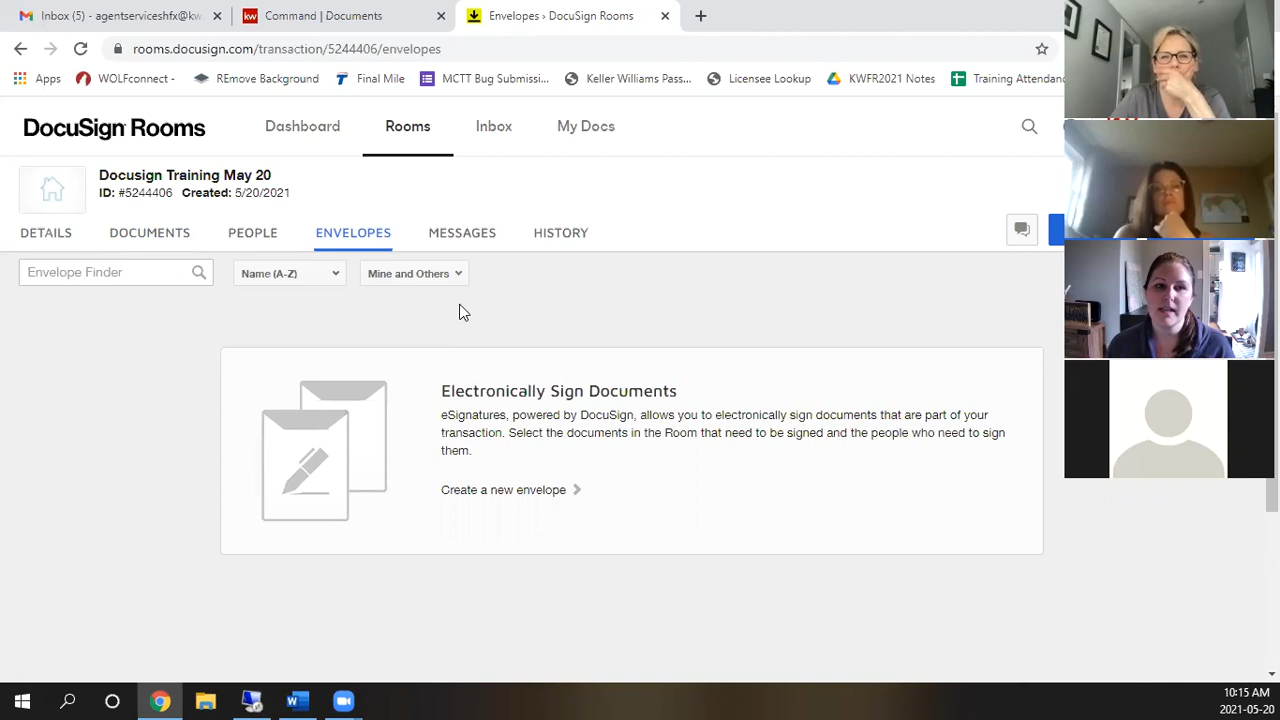 Inbox (5) - agentserviceshfx@kw
Command | Documents
Envelopes › DocuSign Rooms
rooms.docusign.com/transaction/5244406/envelopes
Apps
WOLFconnect -
REmove Background
Final Mile
MCTT Bug Submissi...
Keller Williams Pass...
Licensee Lookup
KWFR2021 Notes
Training Attendanc
DocuSign Rooms
Dashboard
Rooms
Inbox
My Docs
Docusign Training May 20
ID: #5244406 Created: 5/20/2021
DETAILS
DOCUMENTS
PEOPLE
ENVELOPES
MESSAGES
HISTORY
Envelope Finder
Name (A-Z)
Mine and Others
Electronically Sign Documents
eSignatures, powered by DocuSign, allows you to electronically sign documents that are part of your
transaction. Select the documents in the Room that need to be signed and the people who need to sign
them.
Create a new envelope
10:15 AM
2021-05-20